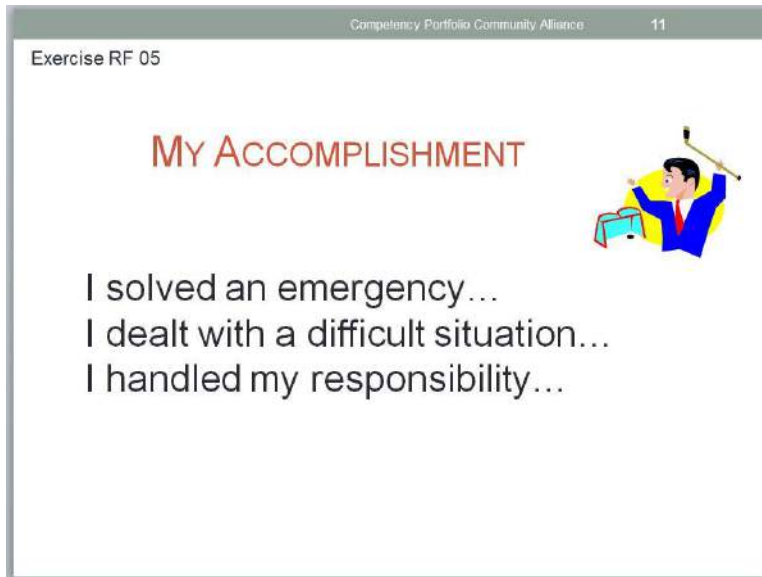 Competency Portfolio Community Alliance 11
Exercise RF 05
MY ACCOMPLISHMENT
I solved an emergency…
I dealt with a difficult situation…
I handled my responsibility…